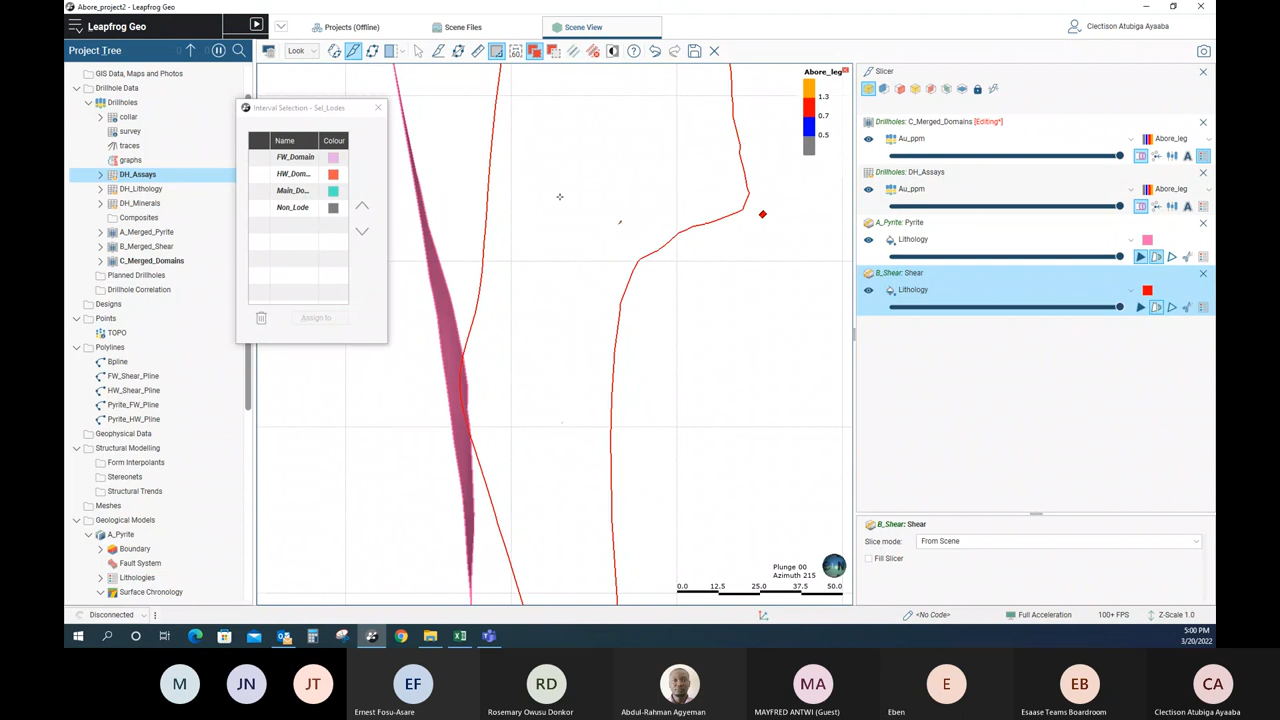 Abore_project2 - Leapfrog Geo
Leapfrog Geo
Projects (Offline)
Scene Files
Scene View
Clectison Atubiga Ayaaba
Project Tree
Look
GIS Data, Maps and Photos
Drillhole Data
Drillholes
collar
survey
traces
graphs
DH_Assays
DH_Lithology
DH_Minerals
Composites
A_Merged_Pyrite
B_Merged_Shear
C_Merged_Domains
Planned Drillholes
Drillhole Correlation
Designs
Points
TOPO
Polylines
Bpline
FW_Shear_Pline
HW_Shear_Pline
Pyrite_FW_Pline
Pyrite_HW_Pline
Geophysical Data
Structural Modelling
Form Interpolants
Stereonets
Structural Trends
Meshes
Geological Models
A_Pyrite
Boundary
Fault System
Lithologies
Surface Chronology
Disconnected
Interval Selection - Sel_Lodes
Name Colour
FW_Domain
HW_Dom...
Main_Do...
Non_Lode
Assign to
Abore_leg
1.3
0.7
0.5
Plunge 00
Azimuth 215
0.0 12.5 25.0 37.5 50.0
Slicer
Drillholes: C_Merged_Domains [Editing*]
Au_ppm
Abore_leg
Drillholes: DH_Assays
Au_ppm
Abore_leg
A_Pyrite: Pyrite
Lithology
B_Shear: Shear
Lithology
B_Shear: Shear
Slice mode: From Scene
Fill Slicer
<No Code>
Full Acceleration
100+ FPS
Z-Scale 1.0
5:00 PM
3/20/2022
M
JN
JT
EF
RD
MA
E
EB
CA
Ernest Fosu-Asare
Rosemary Owusu Donkor
Abdul-Rahman Agyeman
MAYFRED ANTWI (Guest)
Eben
Esaase Teams Boardroom
Clectison Atubiga Ayaaba